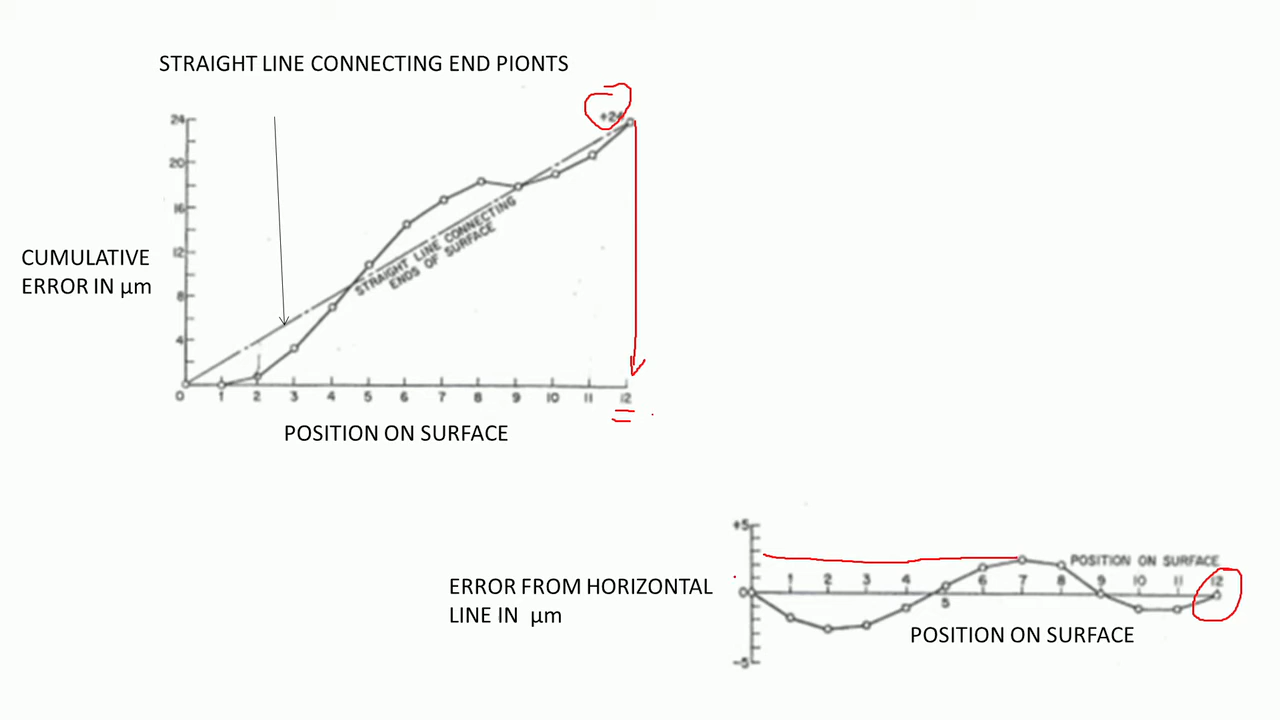 STRAIGHT LINE CONNECTING END PIONTS
+24
24
20
16
12
8
4
CUMULATIVE
ERROR IN µm
STRAIGHT LINE CONNECTING
ENDS OF SURFACE
0 1 2 3 4 5 6 7 8 9 10 11 12
POSITION ON SURFACE
+5
POSITION ON SURFACE
ERROR FROM HORIZONTAL
LINE IN µm
0
1 2 3 4 5 6 7 8 9 10 11 12
POSITION ON SURFACE
-5